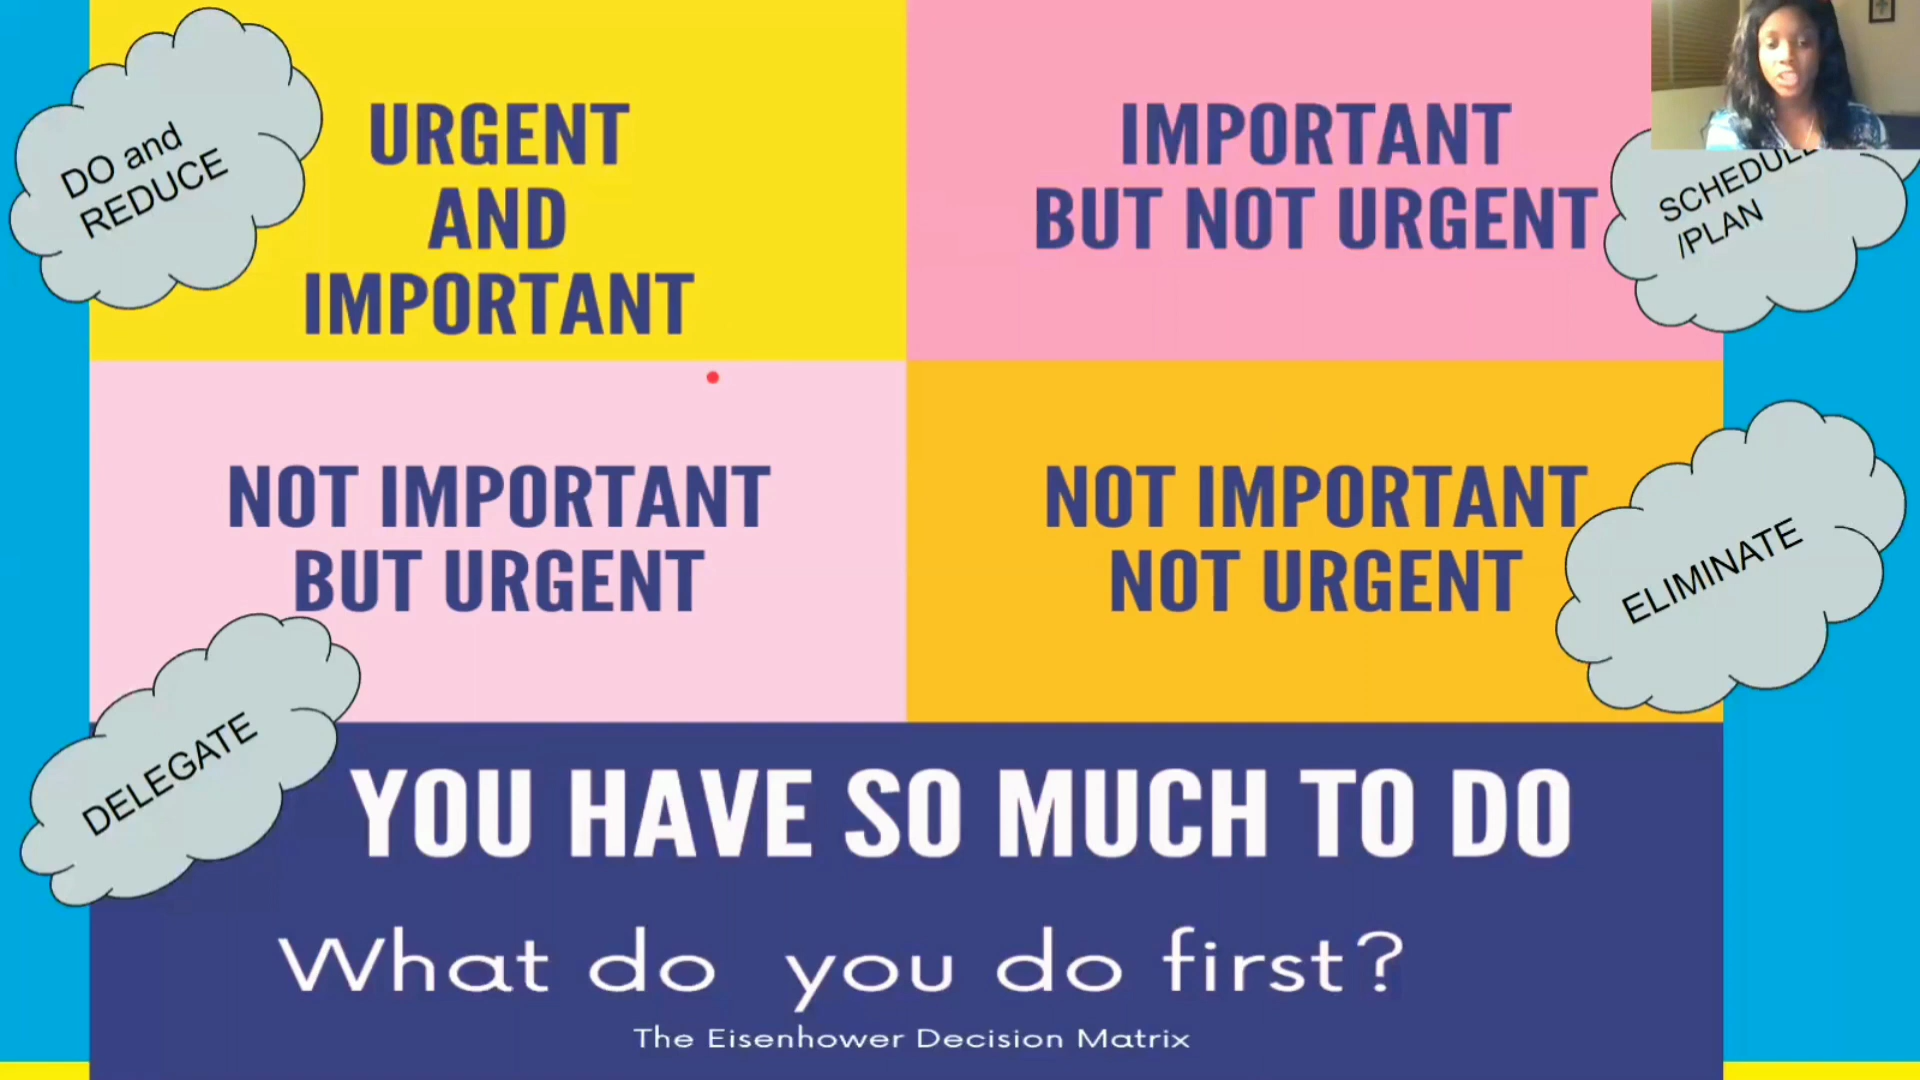 DO and
REDUCE
URGENT
AND
IMPORTANT
IMPORTANT
BUT NOT URGENT
SCHEDULE
/PLAN
NOT IMPORTANT
BUT URGENT
NOT IMPORTANT
NOT URGENT
ELIMINATE
DELEGATE
YOU HAVE SO MUCH TO DO
What do you do first?
The Eisenhower Decision Matrix